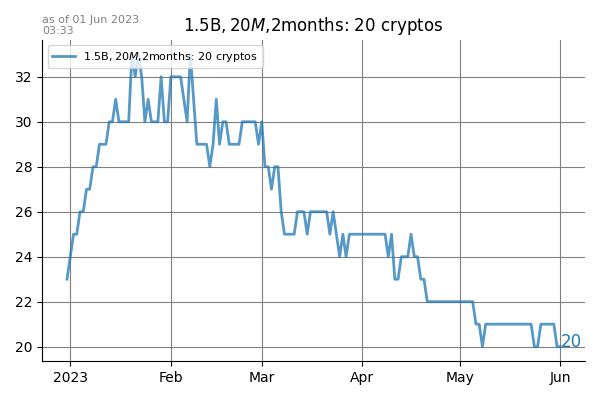 as of 01 Jun 2023
03:33
1.5B, 20M,2months: 20 cryptos
1.5B, 20M,2months: 20 cryptos
32
30
28
26
24
22
20
20
2023
Feb
Mar
Apr
May
Jun